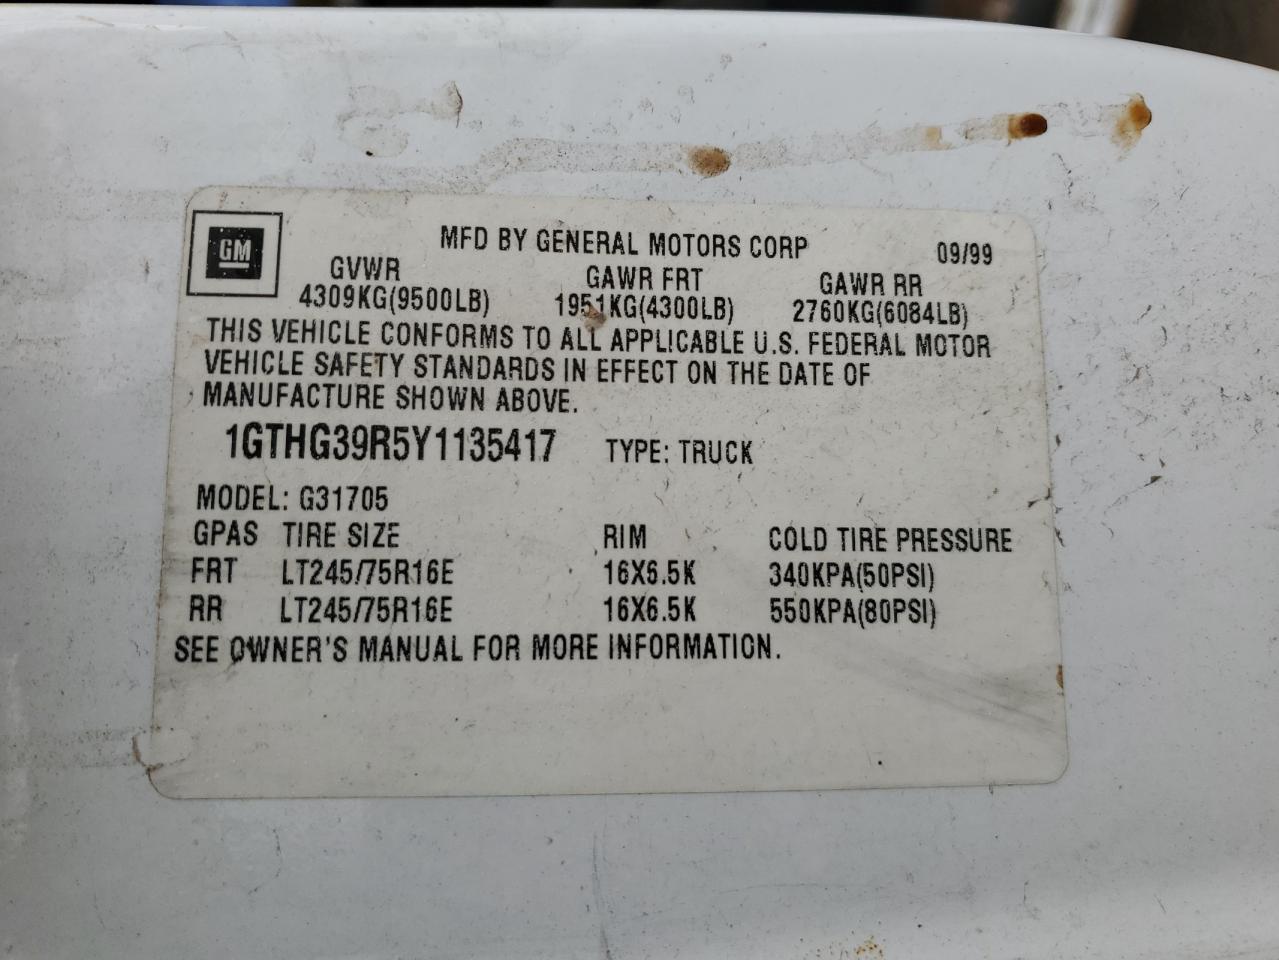 GM
MFD BY GENERAL MOTORS CORP 09/99
GVWR GAWR FRT GAWR RR
4309KG(9500LB) 1951KG(4300LB) 2760KG(6084LB)
THIS VEHICLE CONFORMS TO ALL APPLICABLE U.S. FEDERAL MOTOR
VEHICLE SAFETY STANDARDS IN EFFECT ON THE DATE OF
MANUFACTURE SHOWN ABOVE.
1GTHG39R5Y1135417 TYPE: TRUCK
MODEL: G31705
GPAS TIRE SIZE RIM COLD TIRE PRESSURE
FRT LT245/75R16E 16X6.5K 340KPA(50PSI)
RR LT245/75R16E 16X6.5K 550KPA(80PSI)
SEE OWNER'S MANUAL FOR MORE INFORMATION.